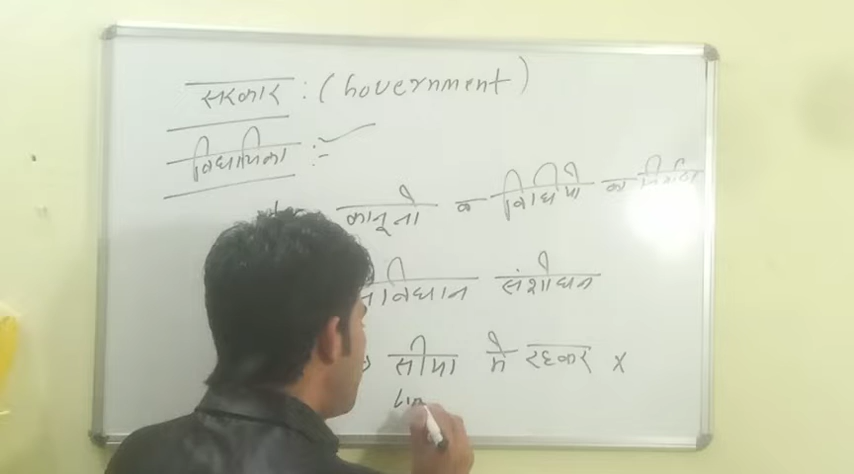 सरकार : (Government)
विधायिका :-
कानूनो व विधियों का निर्माण
संविधान संशोधन
सीमा में रहकर x